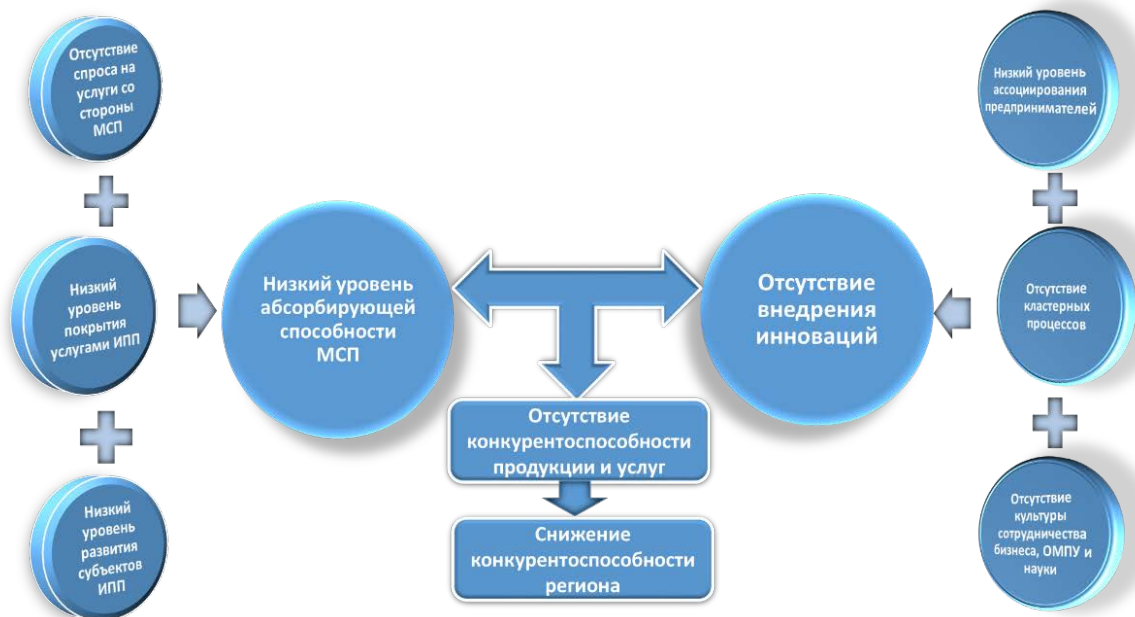 Отсутствие
спроса на
услуги со
стороны
МСП
Низкий
уровень
покрытия
услугами ИПП
Низкий
уровень
развития
субъектов
ИПП
Низкий уровень
абсорбирующей
способности
МСП
Отсутствие
конкурентоспособности
продукции и услуг
Снижение
конкурентоспособности
региона
Отсутствие
внедрения
инноваций
Низкий уровень
ассоциирования
предпринимателей
Отсутствие
кластерных
процессов
Отсутствие
культуры
сотрудничества
бизнеса, ОМПУ и
науки